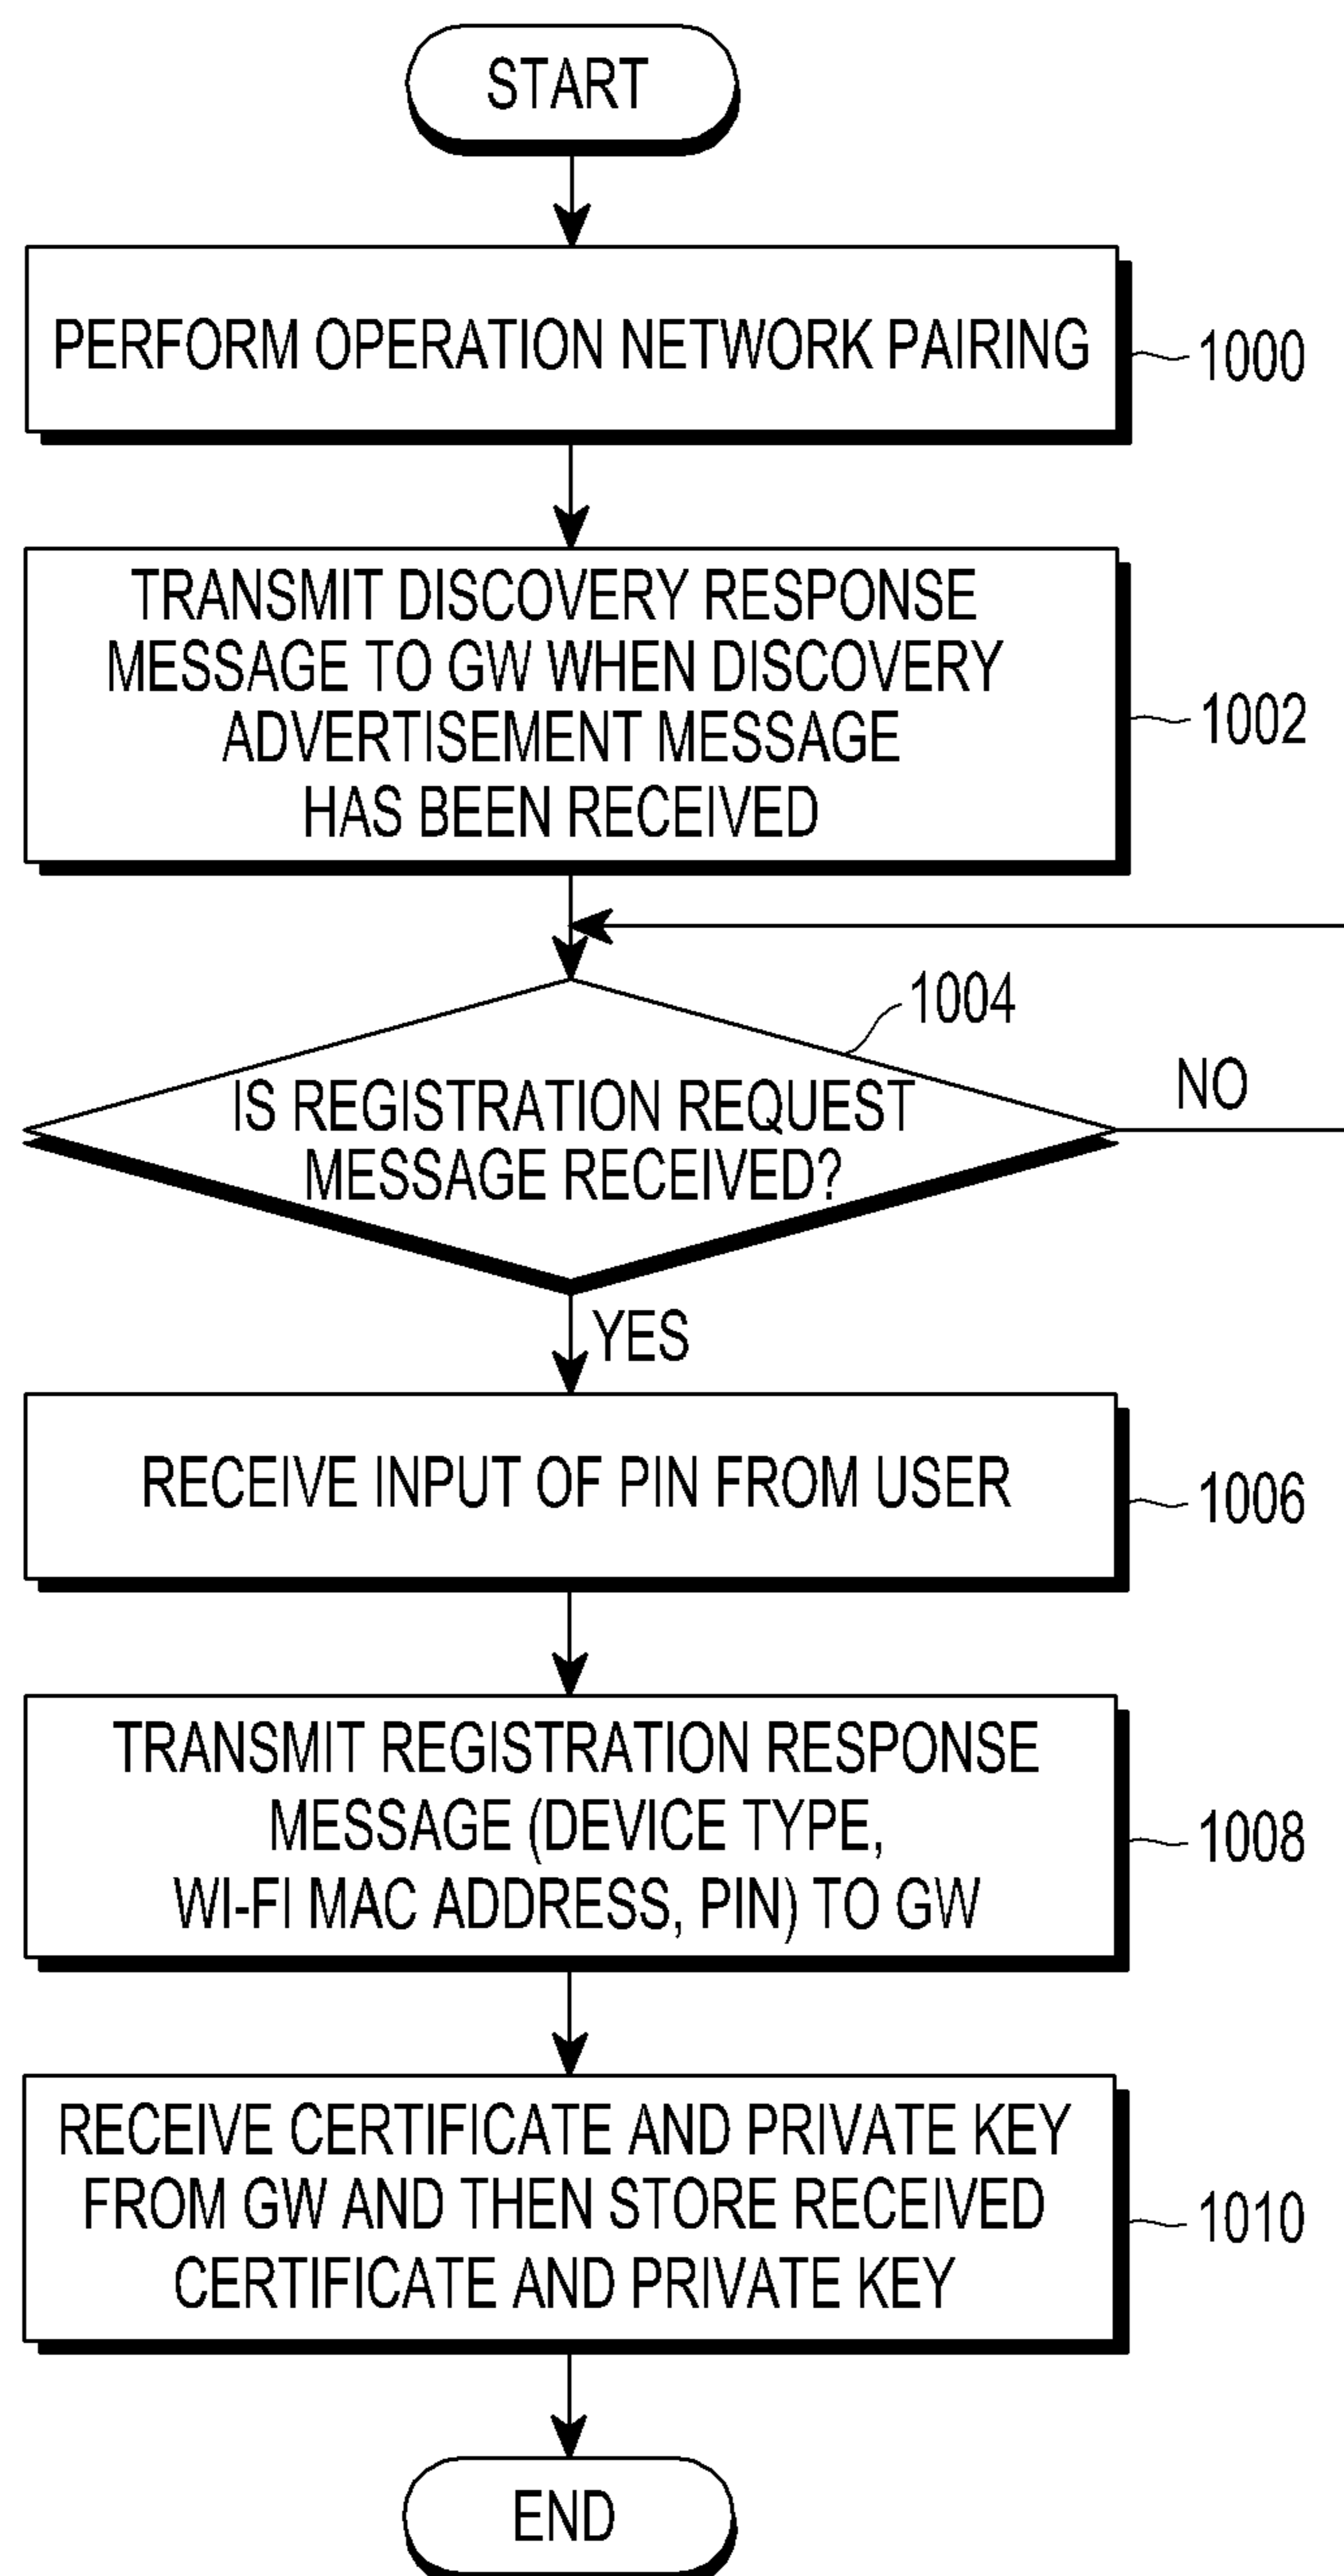 START
PERFORM OPERATION NETWORK PAIRING
1000
TRANSMIT DISCOVERY RESPONSE
MESSAGE TO GW WHEN DISCOVERY
ADVERTISEMENT MESSAGE
HAS BEEN RECEIVED
1002
1004
IS REGISTRATION REQUEST
MESSAGE RECEIVED?
NO
YES
RECEIVE INPUT OF PIN FROM USER
1006
TRANSMIT REGISTRATION RESPONSE
MESSAGE (DEVICE TYPE,
WI-FI MAC ADDRESS, PIN) TO GW
1008
RECEIVE CERTIFICATE AND PRIVATE KEY
FROM GW AND THEN STORE RECEIVED
CERTIFICATE AND PRIVATE KEY
1010
END